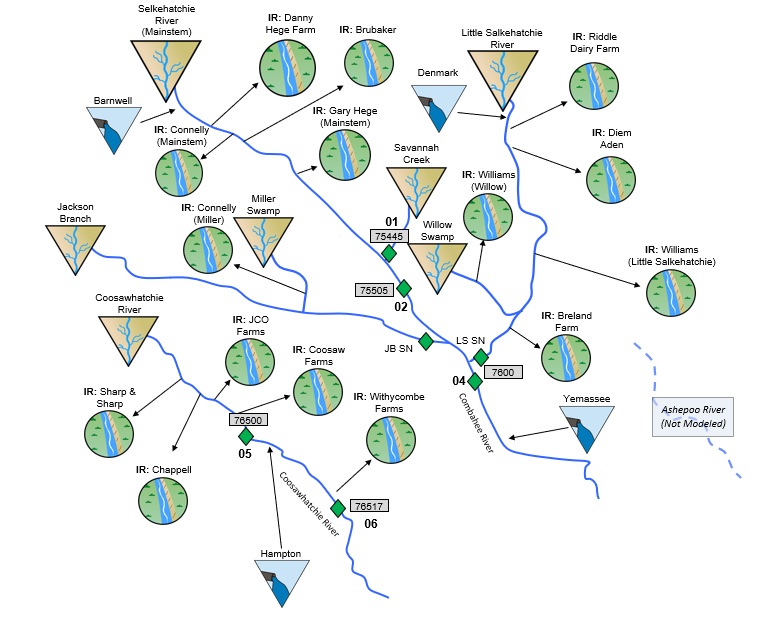 Selkehatchie
River
(Mainstem)
IR: Danny
Hege Farm
IR: Brubaker
Little Salkehatchie
River
IR: Riddle
Dairy Farm
Denmark
Barnwell
IR: Connelly
(Mainstem)
IR: Gary Hege
(Mainstem)
Savannah
Creek
IR: Diem
Aden
IR: Williams
(Willow)
Jackson
Branch
IR: Connelly
(Miller)
Miller
Swamp
01
75445
Willow
Swamp
IR: Williams
(Little Salkehatchie)
75505
02
Coosawhatchie
River
IR: JCO
Farms
IR: Coosaw
Farms
JB SN
LS SN
IR: Breland
Farm
7600
04
IR: Sharp &
Sharp
IR: Withycombe
Farms
Combahee River
Yemassee
Ashepoo River
(Not Modeled)
76500
05
IR: Chappell
Coosawhatchie River
76517
06
Hampton